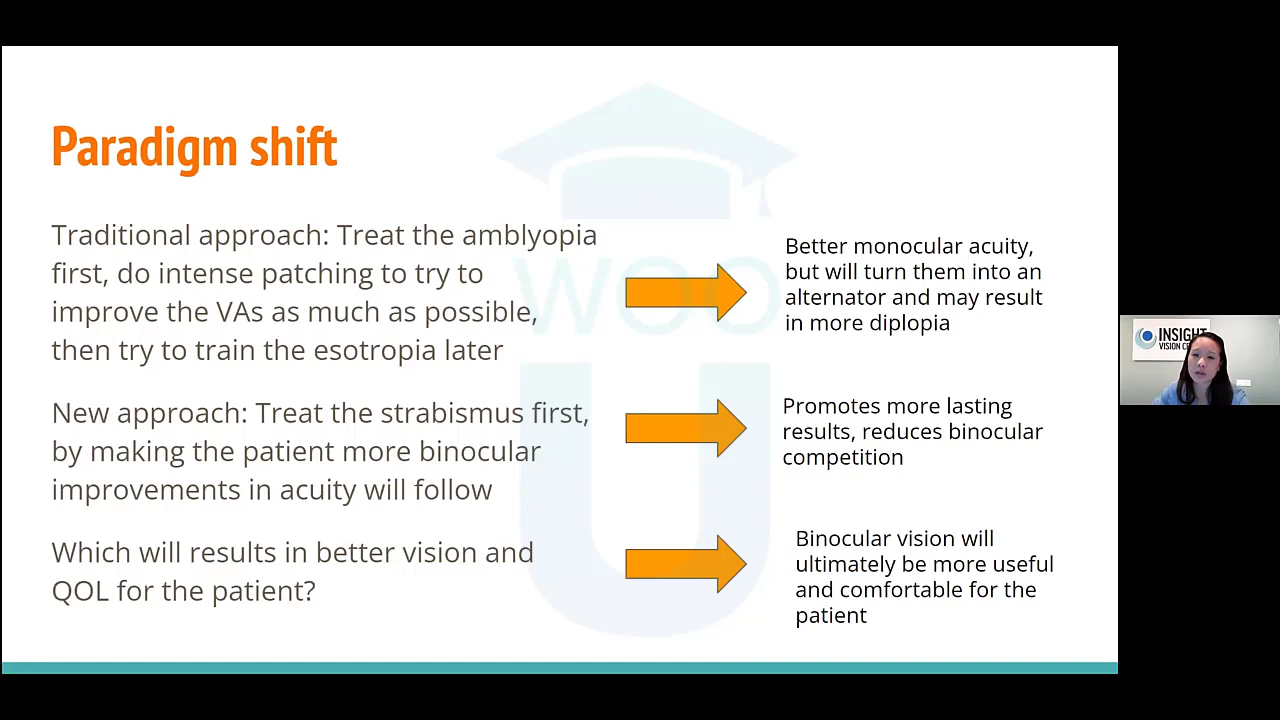 Paradigm shift
Traditional approach: Treat the amblyopia
first, do intense patching to try to
improve the VAs as much as possible,
then try to train the esotropia later
Better monocular acuity,
but will turn them into an
alternator and may result
in more diplopia
New approach: Treat the strabismus first,
by making the patient more binocular
improvements in acuity will follow
Promotes more lasting
results, reduces binocular
competition
Which will results in better vision and
QOL for the patient?
Binocular vision will
ultimately be more useful
and comfortable for the
patient
WOO
U
INSIGHT
VISION